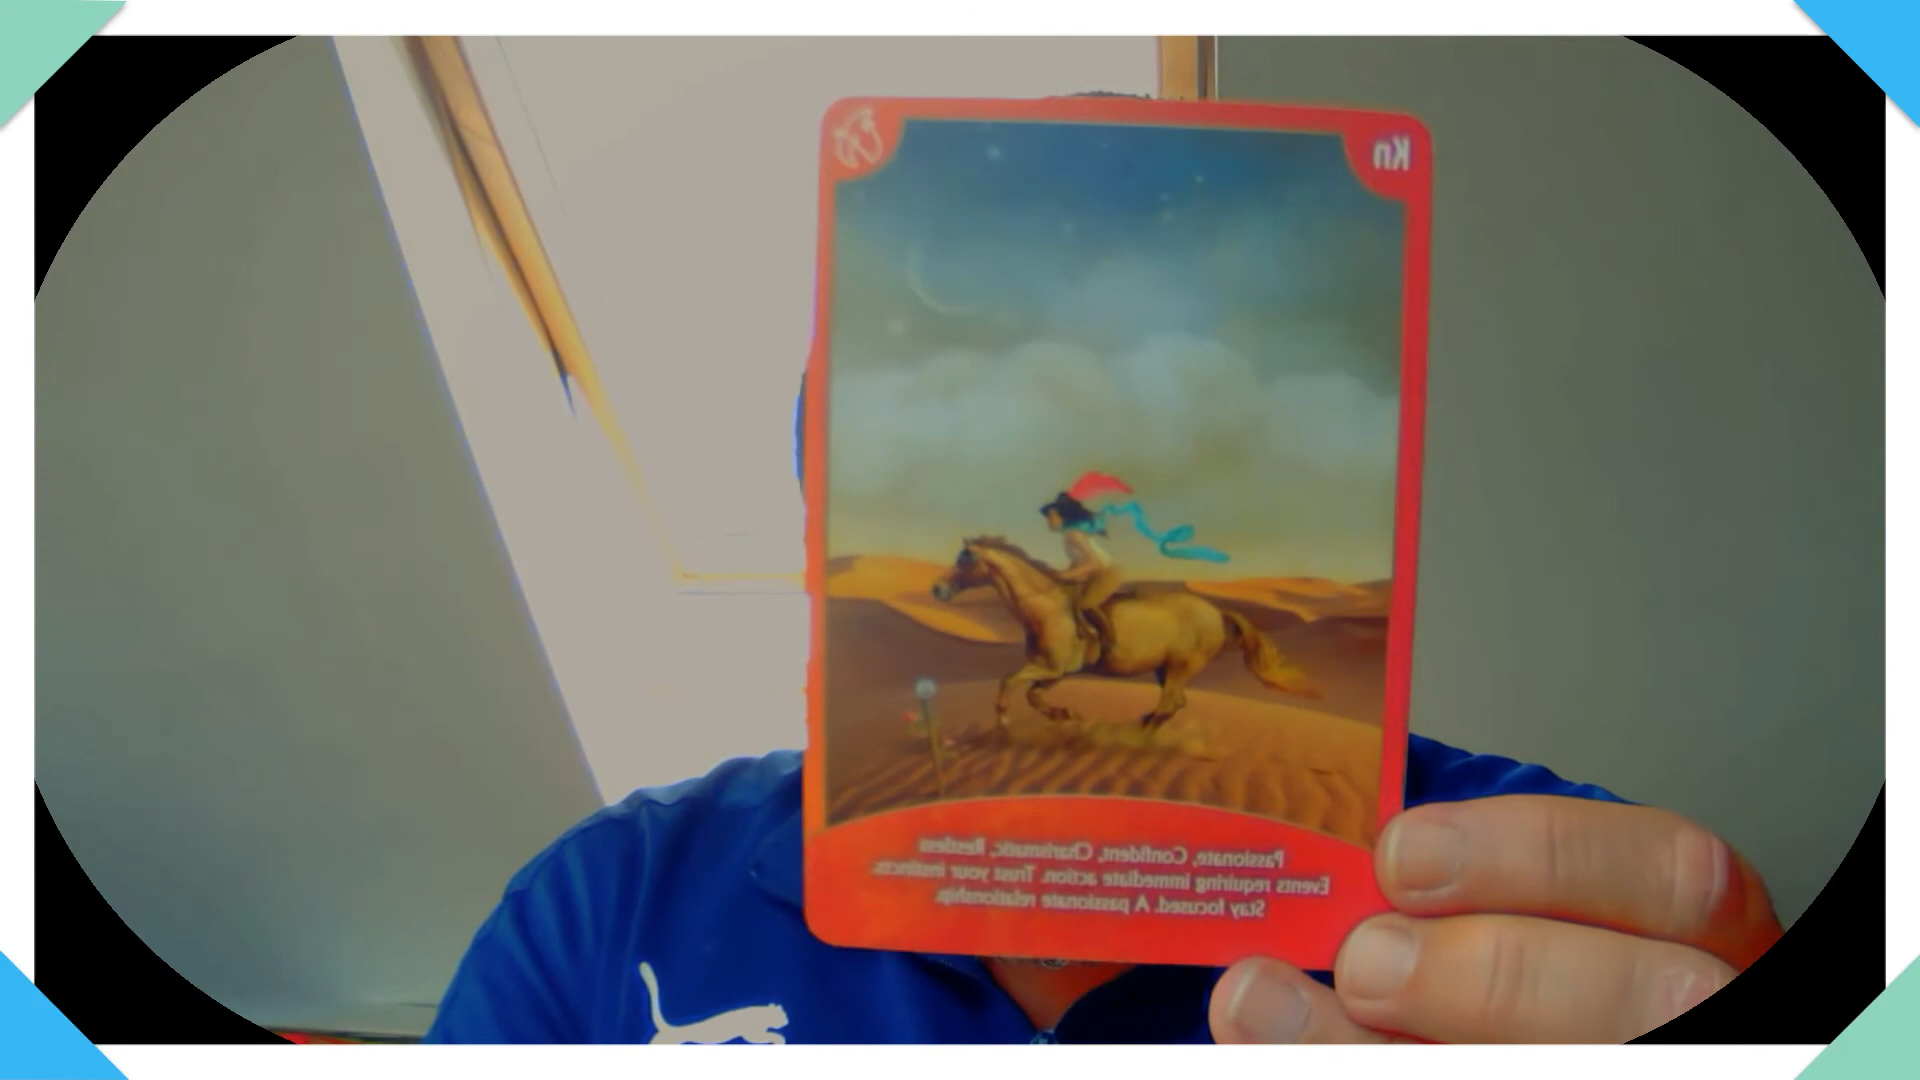 Kn
Passionate, Confident, Charismatic, Restless
Events requiring immediate action. Trust your instincts.
Stay focused. A passionate relationship.